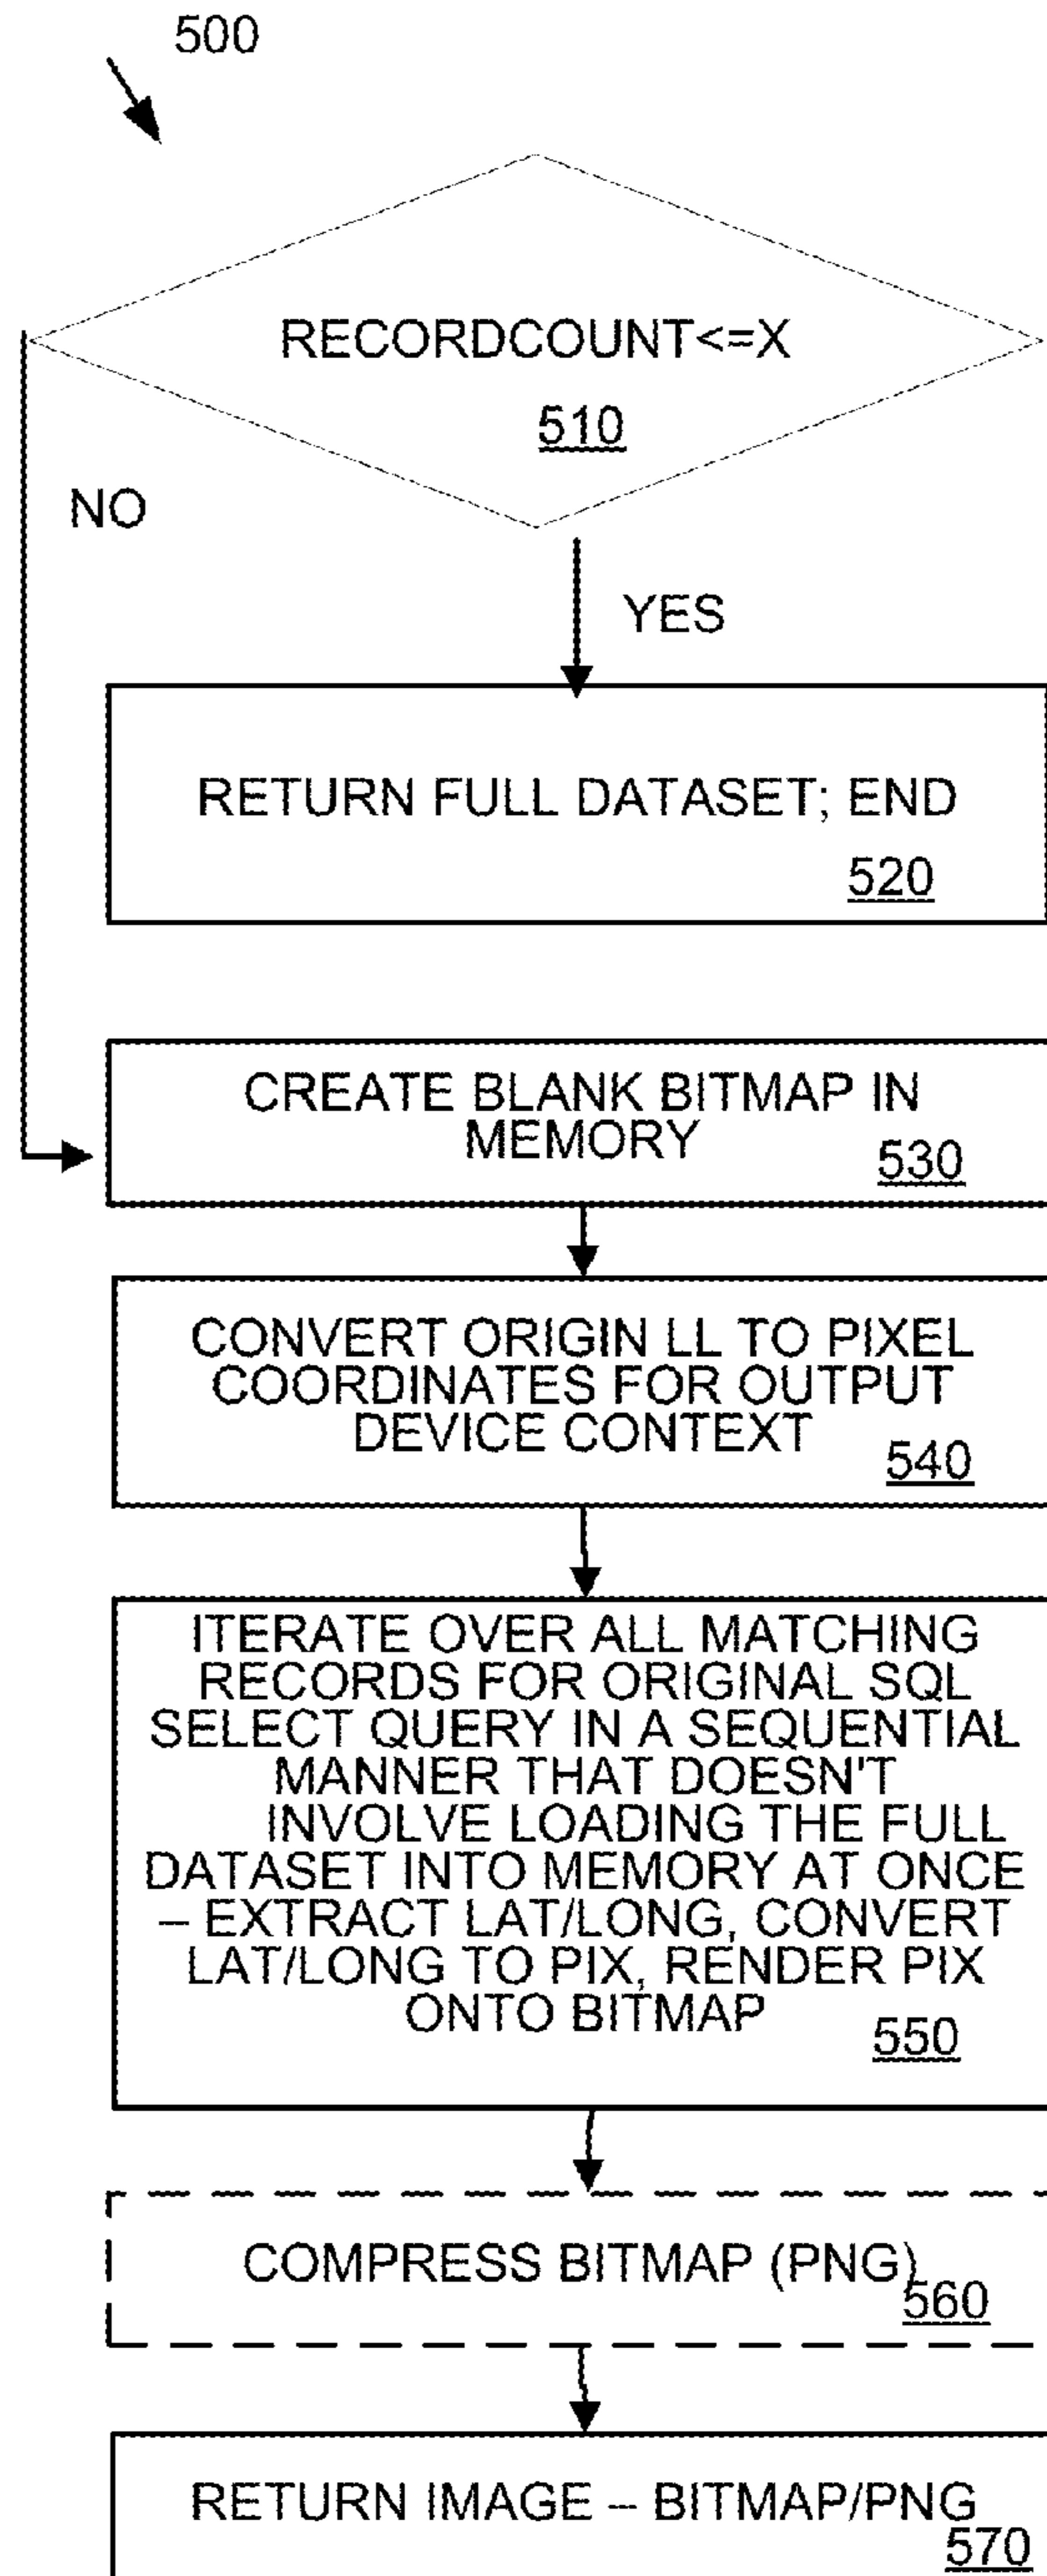 500
RECORDCOUNT<=X
510
NO
YES
RETURN FULL DATASET; END
520
CREATE BLANK BITMAP IN
MEMORY
530
CONVERT ORIGIN LL TO PIXEL
COORDINATES FOR OUTPUT
DEVICE CONTEXT
540
ITERATE OVER ALL MATCHING
RECORDS FOR ORIGINAL SQL
SELECT QUERY IN A SEQUENTIAL
MANNER THAT DOESN'T
INVOLVE LOADING THE FULL
DATASET INTO MEMORY AT ONCE
– EXTRACT LAT/LONG, CONVERT
LAT/LONG TO PIX, RENDER PIX
ONTO BITMAP
550
COMPRESS BITMAP (PNG)
560
RETURN IMAGE – BITMAP/PNG
570